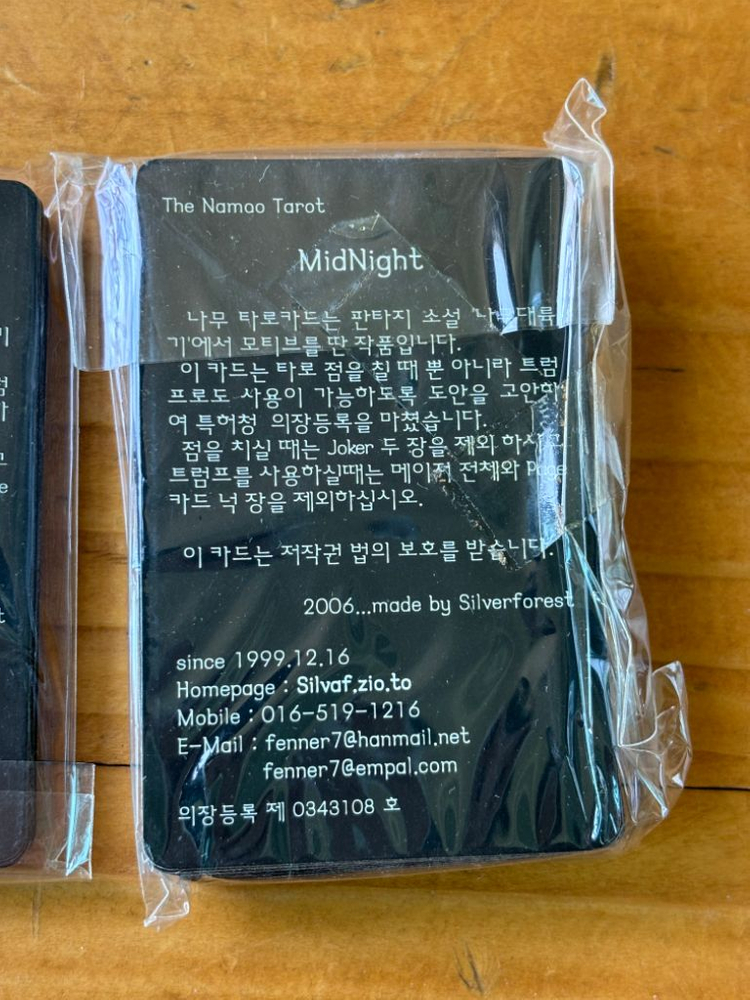 The Namoo Tarot
MidNight
나무 타로카드는 판타지 소설
기'에서 모티브를 딴 작품입니다.
이 카드는 타로 점을 칠 때 뿐 아니라 트럼
프로도 사용이 가능하도록 도안을 고안하
여 특허청 의장등록을 마쳤습니다.
점을 치실 때는 Joker 두 장을 제외 하시고
트럼프를 사용하실때는 메이져 전체와 Page
카드 넉 장을 제외하십시오.
이 카드는 저작권 법의 보호를 받습니다.
2006...made by Silverforest
since 1999.12.16
Homepage : Silvaf.zio.to
Mobile : 016-519-1216
E-Mail : fenner7@hanmail.net
fenner7@empal.com
의장등록 제 0343108 호